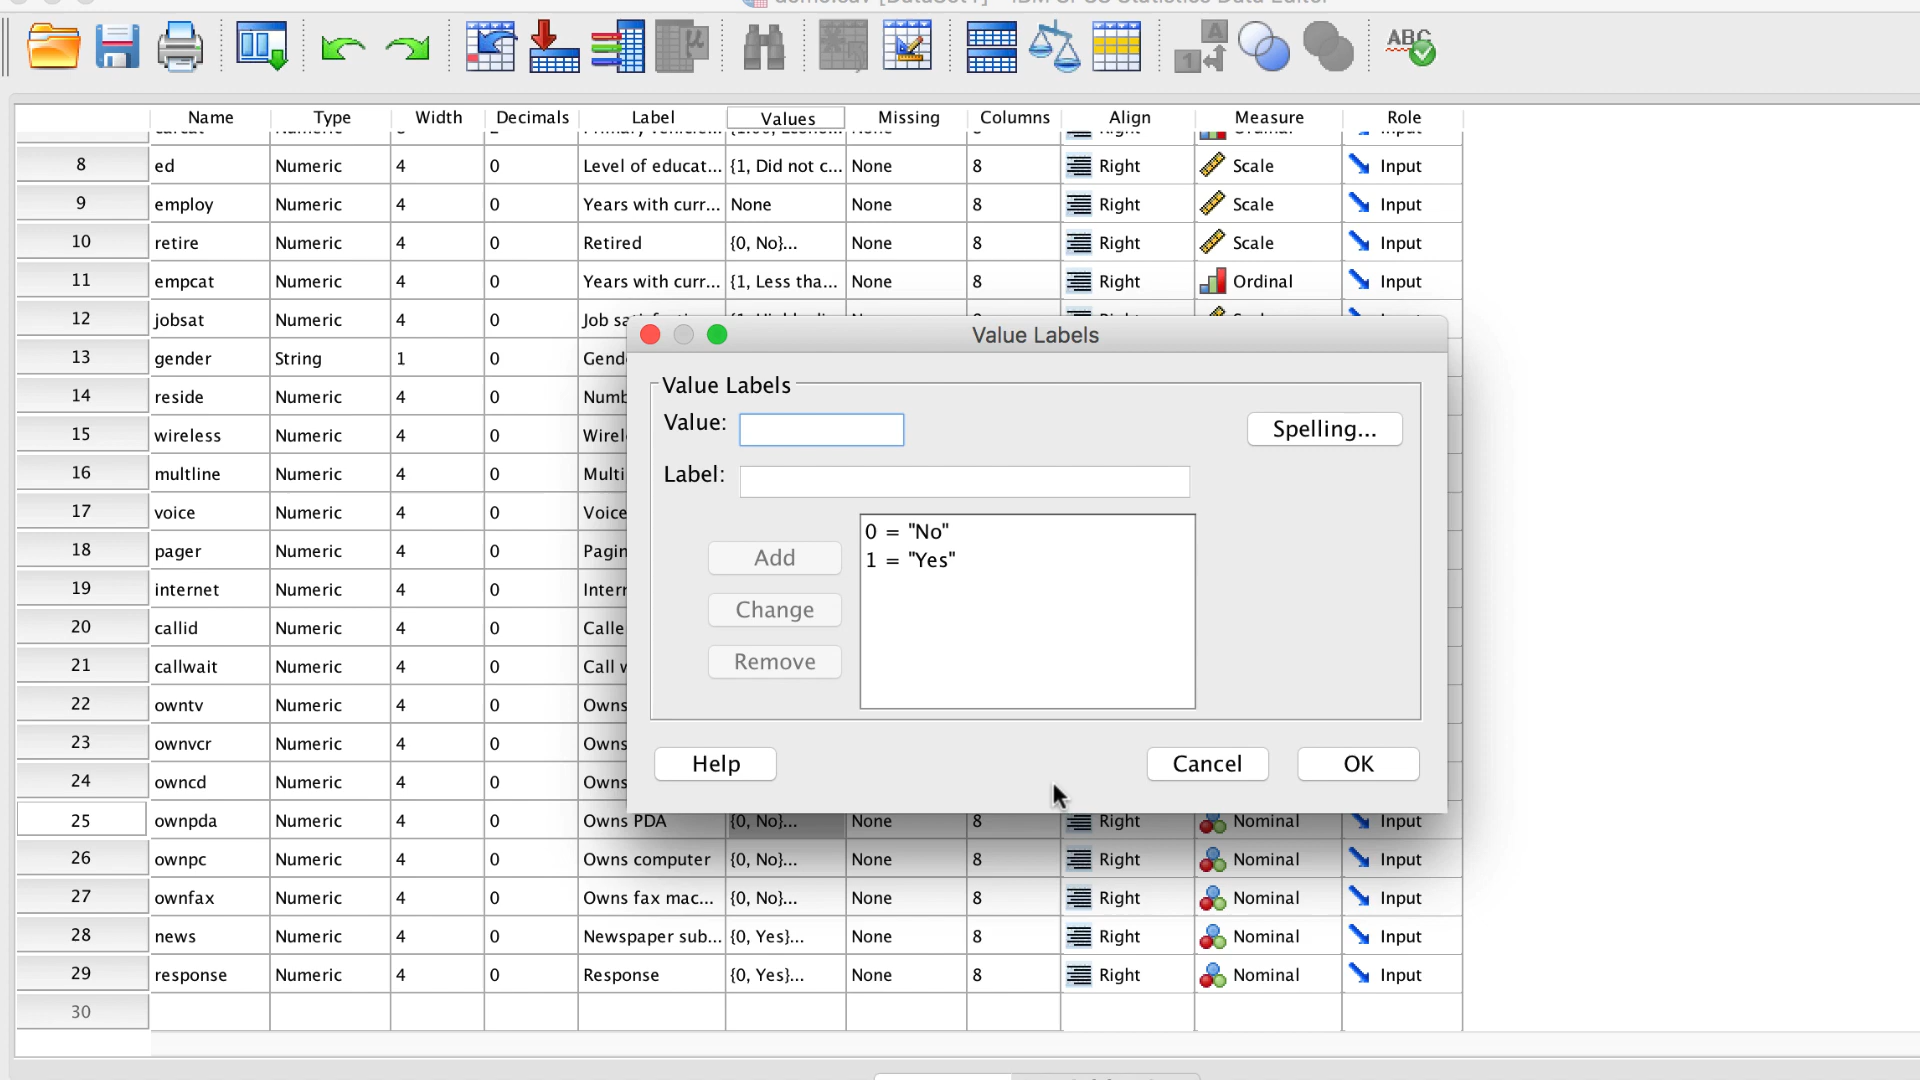 demo.sav [DataSet1] - IBM SPSS Statistics Data Editor
ABC
A
1
µ
Name Type Width Decimals Label Values Missing Columns Align Measure Role
8 ed Numeric 4 0 Level of educat... {1, Did not c... None 8 Right Scale Input
9 employ Numeric 4 0 Years with curr... None None 8 Right Scale Input
10 retire Numeric 4 0 Retired {0, No}... None 8 Right Scale Input
11 empcat Numeric 4 0 Years with curr... {1, Less tha... None 8 Right Ordinal Input
12 jobsat Numeric 4 0 Job
13 gender String 1 0 Gend
14 reside Numeric 4 0 Numb
15 wireless Numeric 4 0 Wirel
16 multline Numeric 4 0 Multi
17 voice Numeric 4 0 Voice
18 pager Numeric 4 0 Pagin
19 internet Numeric 4 0 Intern
20 callid Numeric 4 0 Calle
21 callwait Numeric 4 0 Call w
22 owntv Numeric 4 0 Owns
23 ownvcr Numeric 4 0 Owns
24 owncd Numeric 4 0 Owns
25 ownpda Numeric 4 0 Owns PDA {0, No}... None 8 Right Nominal Input
26 ownpc Numeric 4 0 Owns computer {0, No}... None 8 Right Nominal Input
27 ownfax Numeric 4 0 Owns fax mac... {0, No}... None 8 Right Nominal Input
28 news Numeric 4 0 Newspaper sub... {0, Yes}... None 8 Right Nominal Input
29 response Numeric 4 0 Response {0, Yes}... None 8 Right Nominal Input
30
Value Labels
Value Labels
Value:
Spelling...
Label:
0 = "No"
1 = "Yes"
Add
Change
Remove
Help Cancel OK